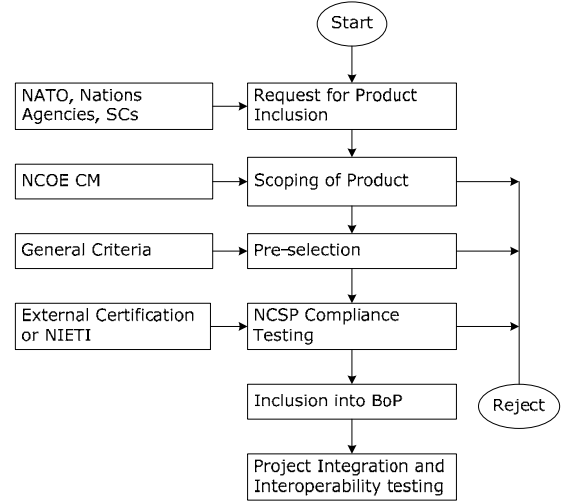 Start
NATO, Nations
Agencies, SCs
Request for Product
Inclusion
NCOE CM
Scoping of Product
General Criteria
Pre-selection
External Certification
or NIETI
NCSP Compliance
Testing
Inclusion into BoP
Reject
Project Integration and
Interoperability testing